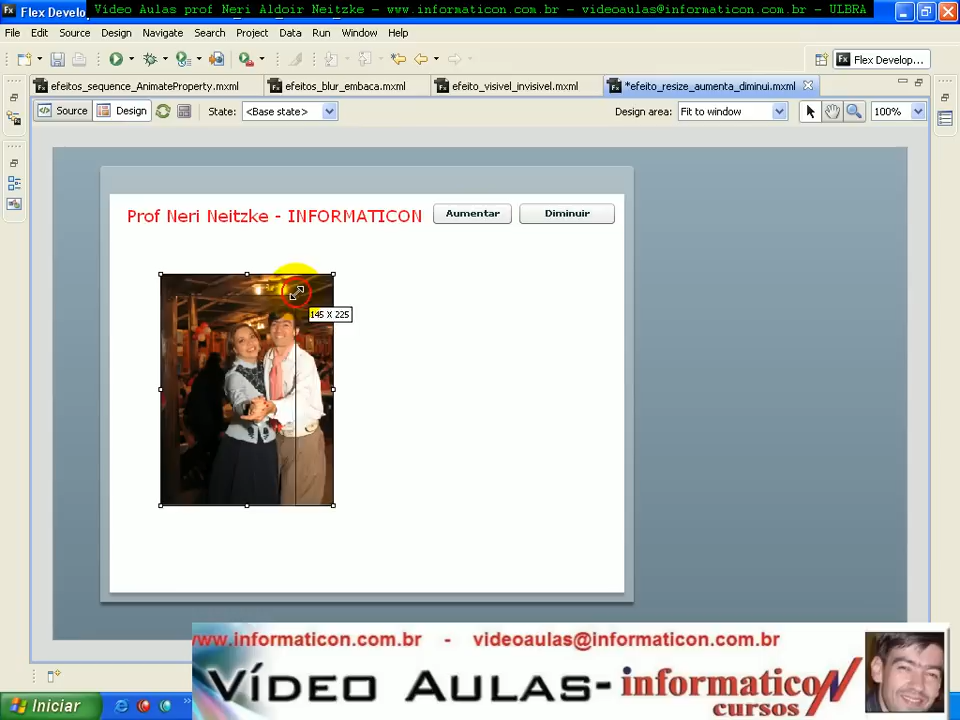 Flex Develo
Vídeo Aulas prof Neri Aldoir Neitzke - www.informaticon.com.br - videoaulas@informaticon.com.br - ULBRA
File Edit Source Design Navigate Search Project Data Run Window Help
Flex Develop...
efeitos_sequence_AnimateProperty.mxml efeitos_blur_embaca.mxml efeito_visivel_invisivel.mxml *efeito_resize_aumenta_diminui.mxml
Source Design State: <Base state> Design area: Fit to window 100%
Prof Neri Neitzke - INFORMATICON Aumentar Diminuir
145 X 225
www.informaticon.com.br - videoaulas@informaticon.com.br
VÍDEO AULAS- informaticon
cursos
Iniciar